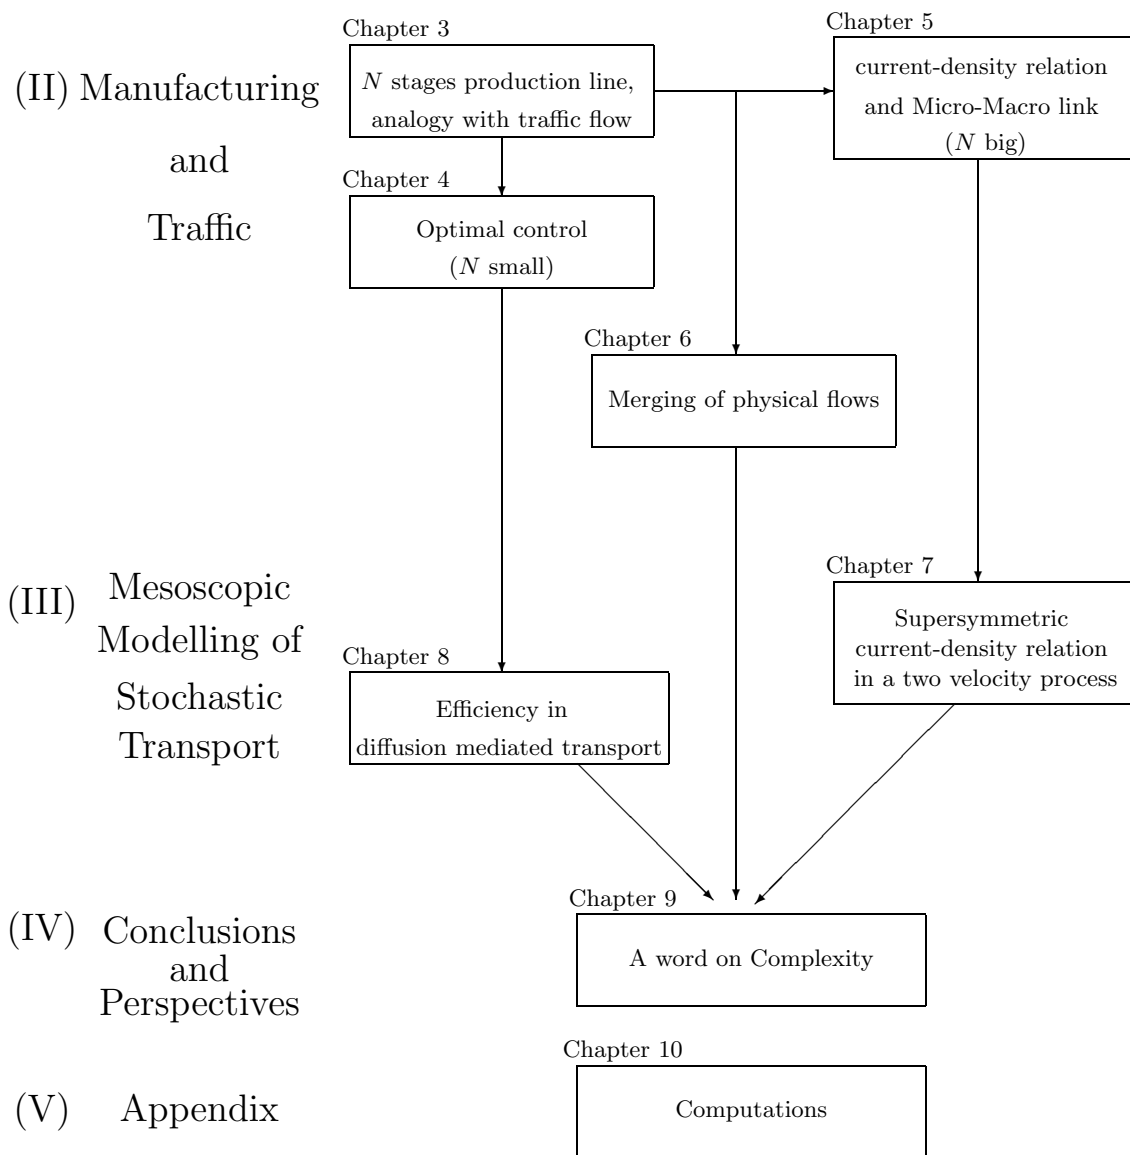 Chapter 3
Chapter 5
(II) Manufacturing
and
Traffic
N stages production line,
analogy with traffic flow
current-density relation
and Micro-Macro link
(N big)
Chapter 4
Optimal control
(N small)
Chapter 6
Merging of physical flows
(III)
Mesoscopic
Modelling of
Stochastic
Transport
Chapter 7
Supersymmetric
current-density relation
in a two velocity process
Chapter 8
Efficiency in
diffusion mediated transport
(IV)
Conclusions
and
Perspectives
Chapter 9
A word on Complexity
Chapter 10
(V) Appendix
Computations